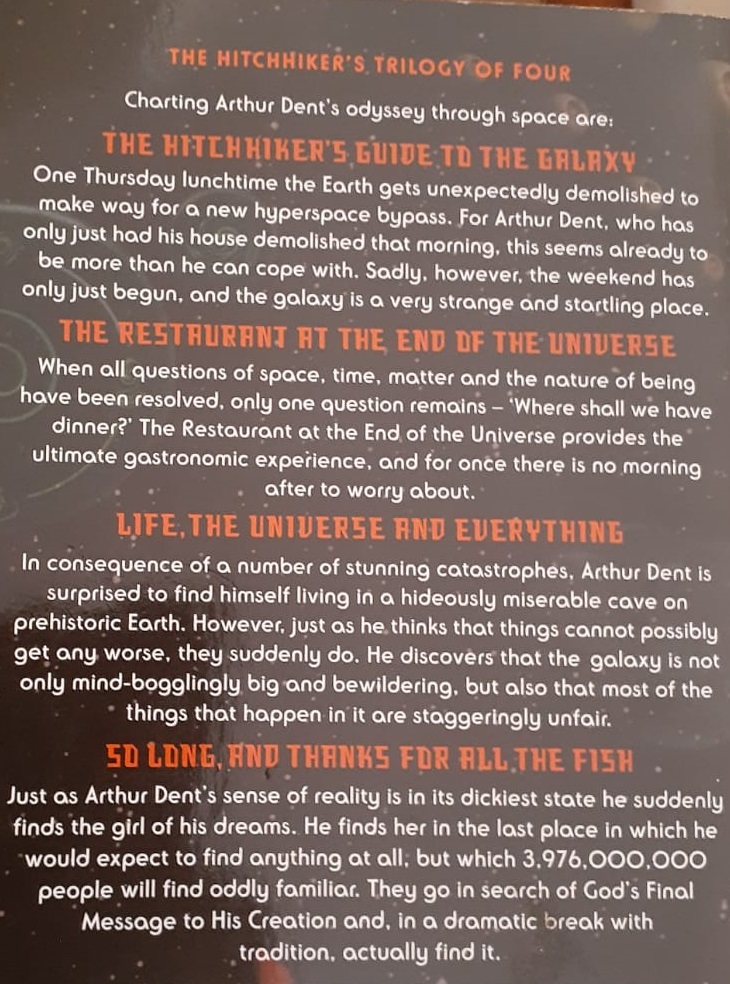 THE HITCHHIKER'S TRILOGY OF FOUR
Charting Arthur Dent's odyssey through space are:
THE HITCHHIKER'S GUIDE TO THE GALAXY
One Thursday lunchtime the Earth gets unexpectedly demolished to
make way for a new hyperspace bypass. For Arthur Dent, who has
only just had his house demolished that morning, this seems already to
be more than he can cope with. Sadly, however, the weekend has
only just begun, and the galaxy is a very strange and startling place.
THE RESTAURANT AT THE END OF THE UNIVERSE
When all questions of space, time, matter and the nature of being
have been resolved, only one question remains – 'Where shall we have
dinner?' The Restaurant at the End of the Universe provides the
ultimate gastronomic experience, and for once there is no morning
after to worry about.
LIFE, THE UNIVERSE AND EVERYTHING
In consequence of a number of stunning catastrophes, Arthur Dent is
surprised to find himself living in a hideously miserable cave on
prehistoric Earth. However, just as he thinks that things cannot possibly
get any worse, they suddenly do. He discovers that the galaxy is not
only mind-bogglingly big and bewildering, but also that most of the
things that happen in it are staggeringly unfair.
SO LONG, AND THANKS FOR ALL THE FISH
Just as Arthur Dent's sense of reality is in its dickiest state he suddenly
finds the girl of his dreams. He finds her in the last place in which he
would expect to find anything at all, but which 3,976,000,000
people will find oddly familiar. They go in search of God's Final
Message to His Creation and, in a dramatic break with
tradition, actually find it.